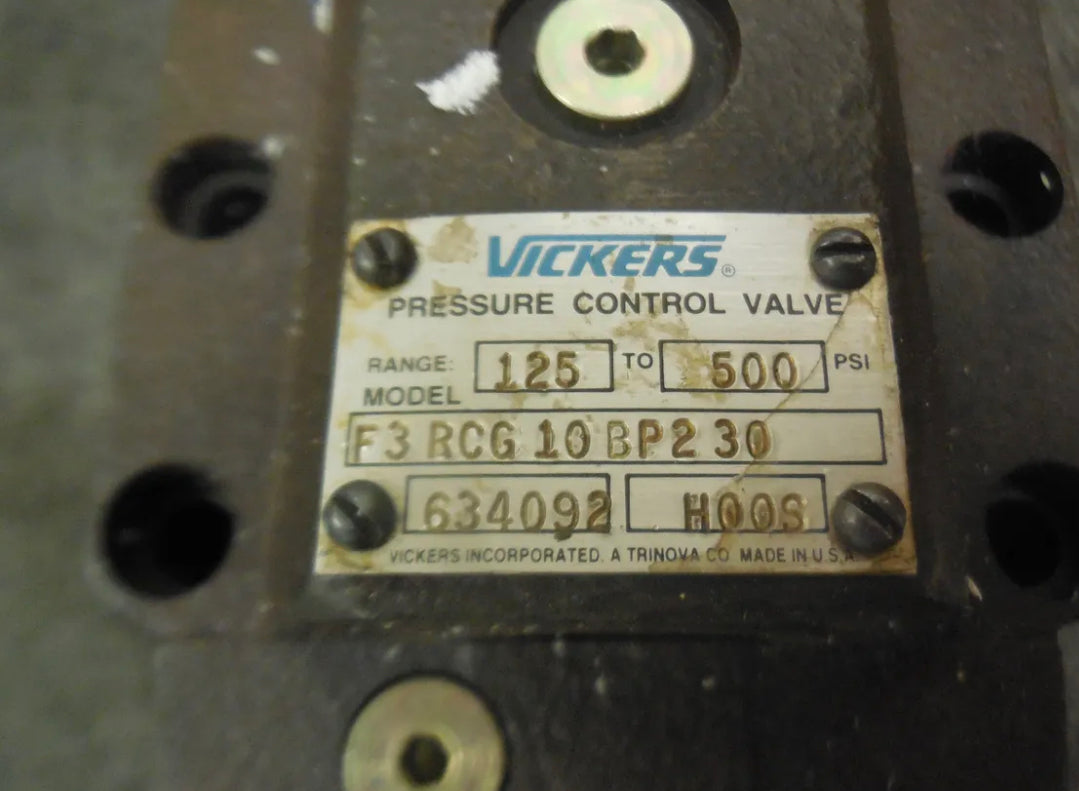 VICKERS®
PRESSURE CONTROL VALVE
RANGE: 125 TO 500 PSI
MODEL
F3 RCG 10 BP2 30
634092 H00S
VICKERS INCORPORATED. A TRINOVA CO. MADE IN U.S.A.